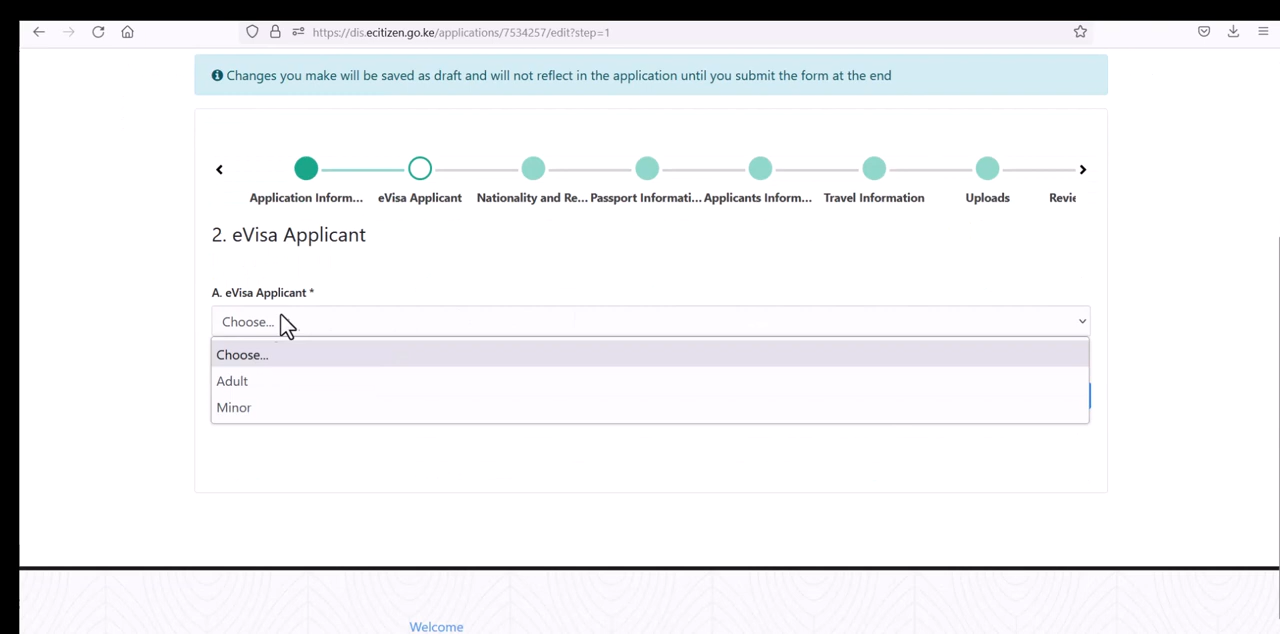 https://dis.ecitizen.go.ke/applications/7534257/edit?step=1
Changes you make will be saved as draft and will not reflect in the application until you submit the form at the end
Application Inform... eVisa Applicant Nationality and Re... Passport Informati... Applicants Inform... Travel Information Uploads Revie
2. eVisa Applicant
A. eVisa Applicant *
Choose...
Choose...
Adult
Minor
Welcome